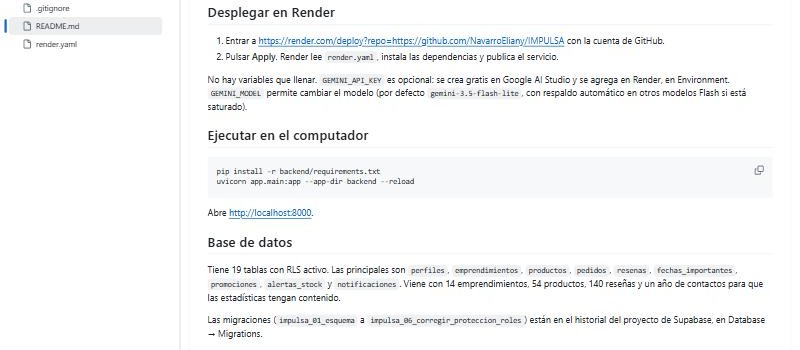 .gitignore
README.md
render.yaml
Desplegar en Render
1. Entrar a https://render.com/deploy?repo=https://github.com/NavarroEliany/IMPULSA con la cuenta de GitHub.
2. Pulsar Apply. Render lee render.yaml, instala las dependencias y publica el servicio.
No hay variables que llenar. GEMINI_API_KEY es opcional: se crea gratis en Google AI Studio y se agrega en Render, en Environment.
GEMINI_MODEL permite cambiar el modelo (por defecto gemini-3.5-flash-lite, con respaldo automático en otros modelos Flash si está
saturado).
Ejecutar en el computador
pip install -r backend/requirements.txt
uvicorn app.main:app --app-dir backend --reload
Abre http://localhost:8000.
Base de datos
Tiene 19 tablas con RLS activo. Las principales son perfiles, emprendimientos, productos, pedidos, resenas, fechas_importantes,
promociones, alertas_stock y notificaciones. Viene con 14 emprendimientos, 54 productos, 140 reseñas y un año de contactos para que
las estadísticas tengan contenido.
Las migraciones (impulsa_01_esquema a impulsa_06_corregir_proteccion_roles) están en el historial del proyecto de Supabase, en Database
→ Migrations.